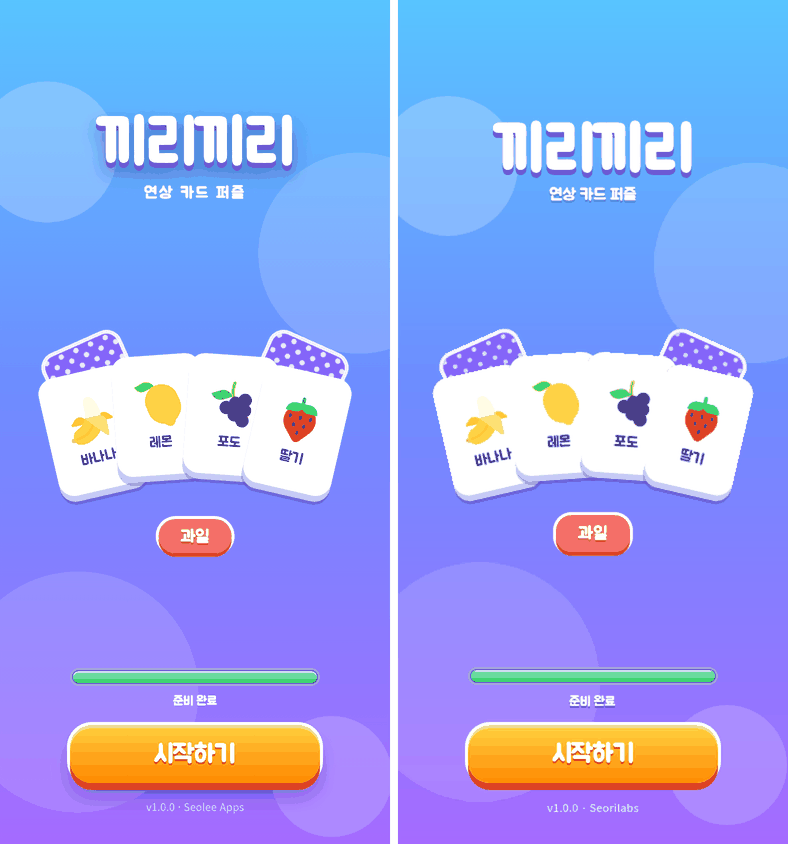 끼리끼리
연상 카드 퍼즐
바나나
레몬
포도
딸기
과일
준비 완료
시작하기
v1.0.0 · Seolee Apps
끼리끼리
연상 카드 퍼즐
바나나
레몬
포도
딸기
과일
준비 완료
시작하기
v1.0.0 · Seorilabs